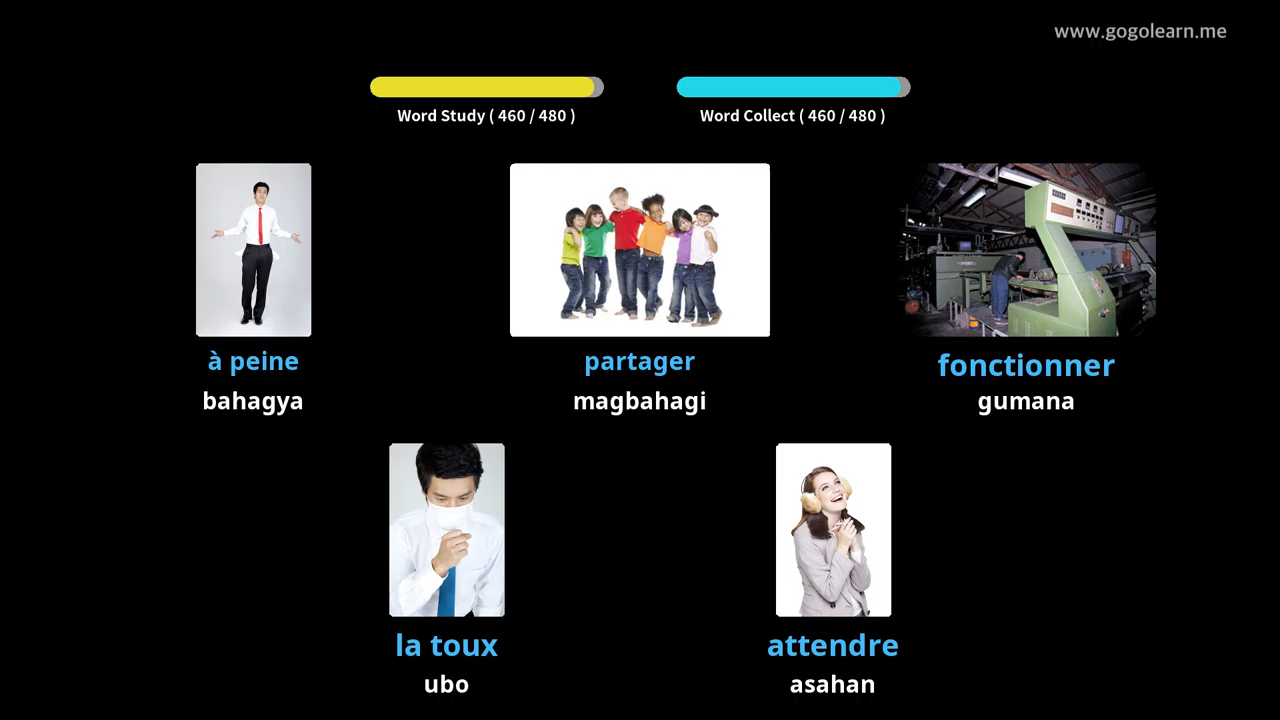 www.gogolearn.me
Word Study ( 460 / 480 )
Word Collect ( 460 / 480 )
à peine
partager
fonctionner
bahagya
magbahagi
gumana
la toux
attendre
ubo
asahan